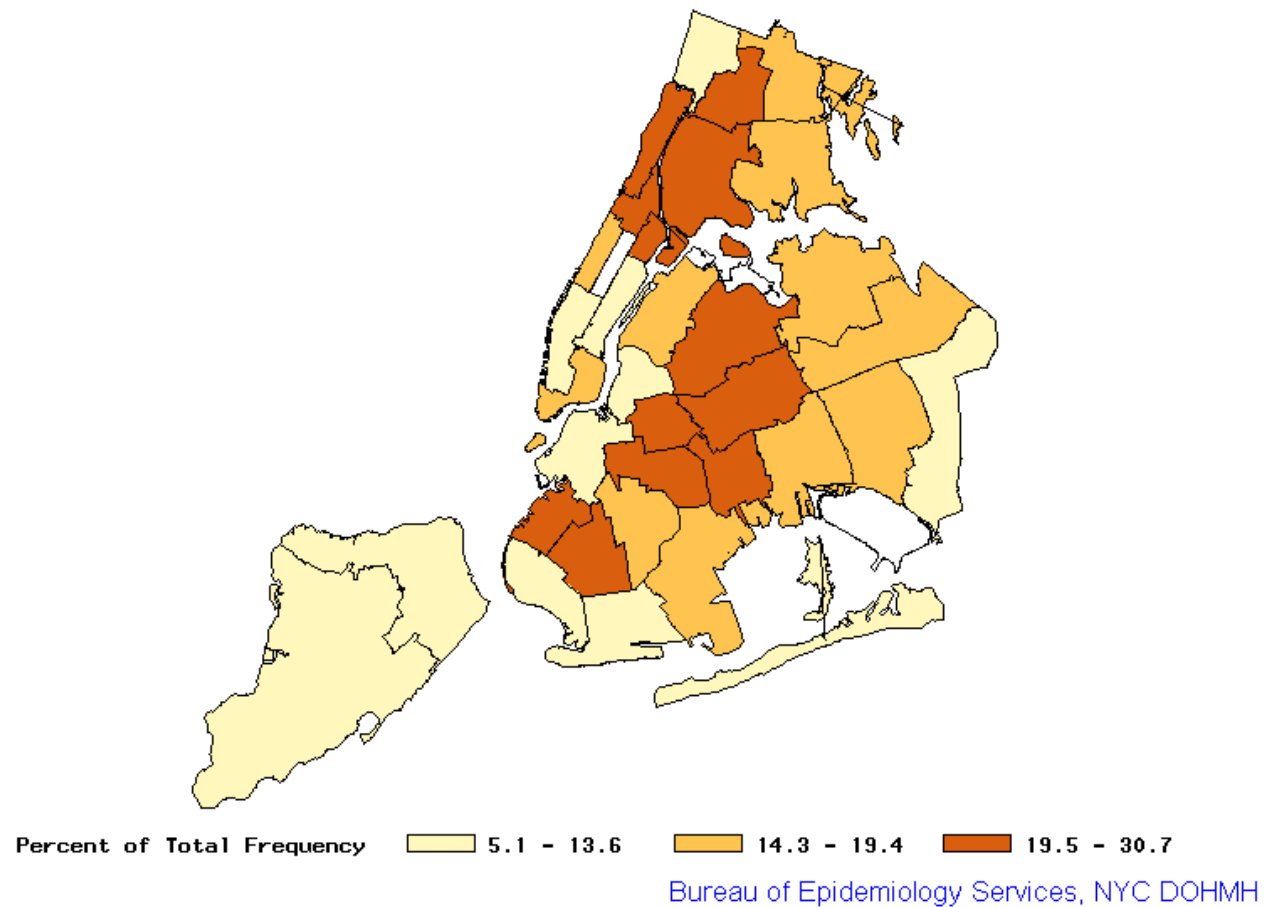 Percent of Total Frequency 5.1 - 13.6 14.3 - 19.4 19.5 - 30.7
Bureau of Epidemiology Services, NYC DOHMH